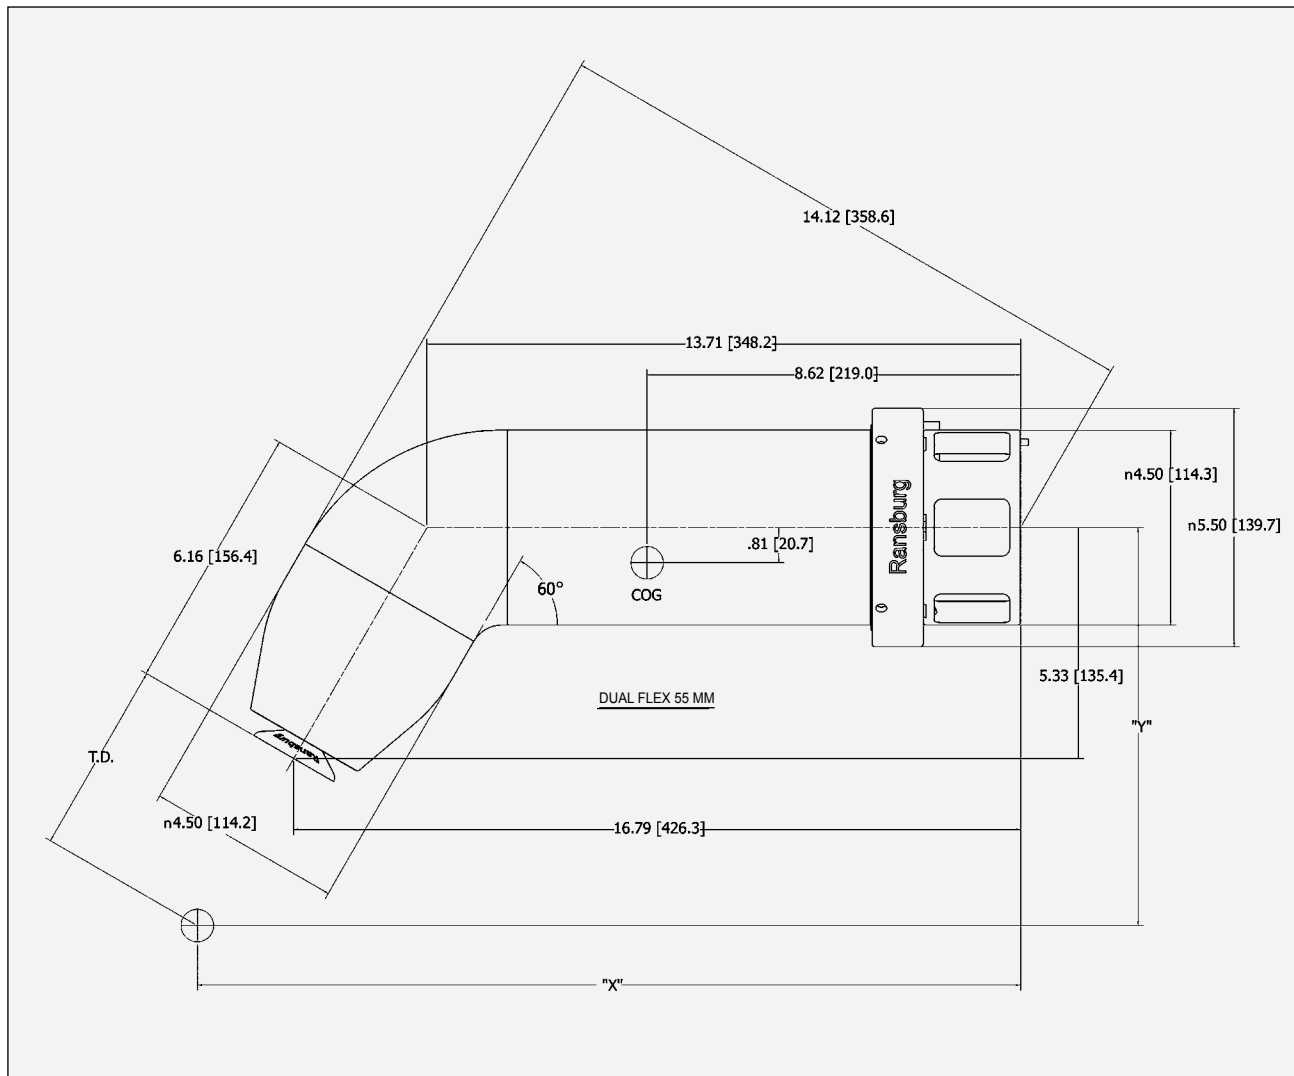 14.12 [358.6]
13.71 [348.2]
8.62 [219.0]
n4.50 [114.3]
n5.50 [139.7]
Ransburg
.81 [20.7]
6.16 [156.4]
60°
COG
5.33 [135.4]
DUAL FLEX 55 MM
"Y"
Ransburg
T.D.
n4.50 [114.2]
16.79 [426.3]
"X"